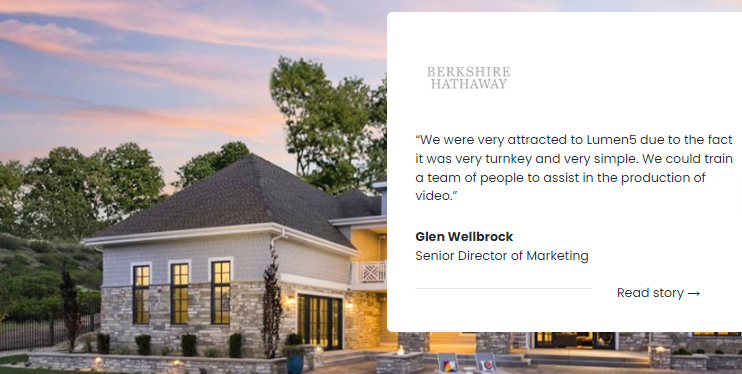 BERKSHIRE
HATHAWAY
“We were very attracted to Lumen5 due to the fact
it was very turnkey and very simple. We could train
a team of people to assist in the production of
video.”
Glen Wellbrock
Senior Director of Marketing
Read story →